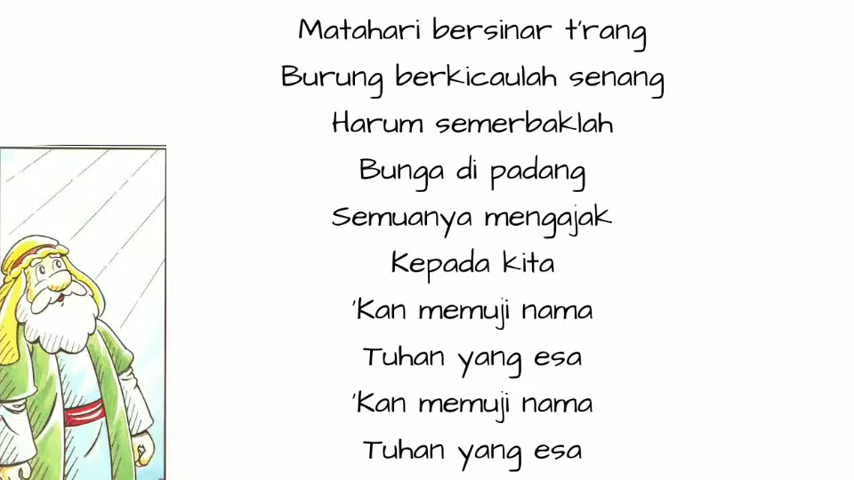 Matahari bersinar t'rang
Burung berkicaulah senang
Harum semerbaklah
Bunga di padang
Semuanya mengajak
Kepada kita
'Kan memuji nama
Tuhan yang esa
'Kan memuji nama
Tuhan yang esa